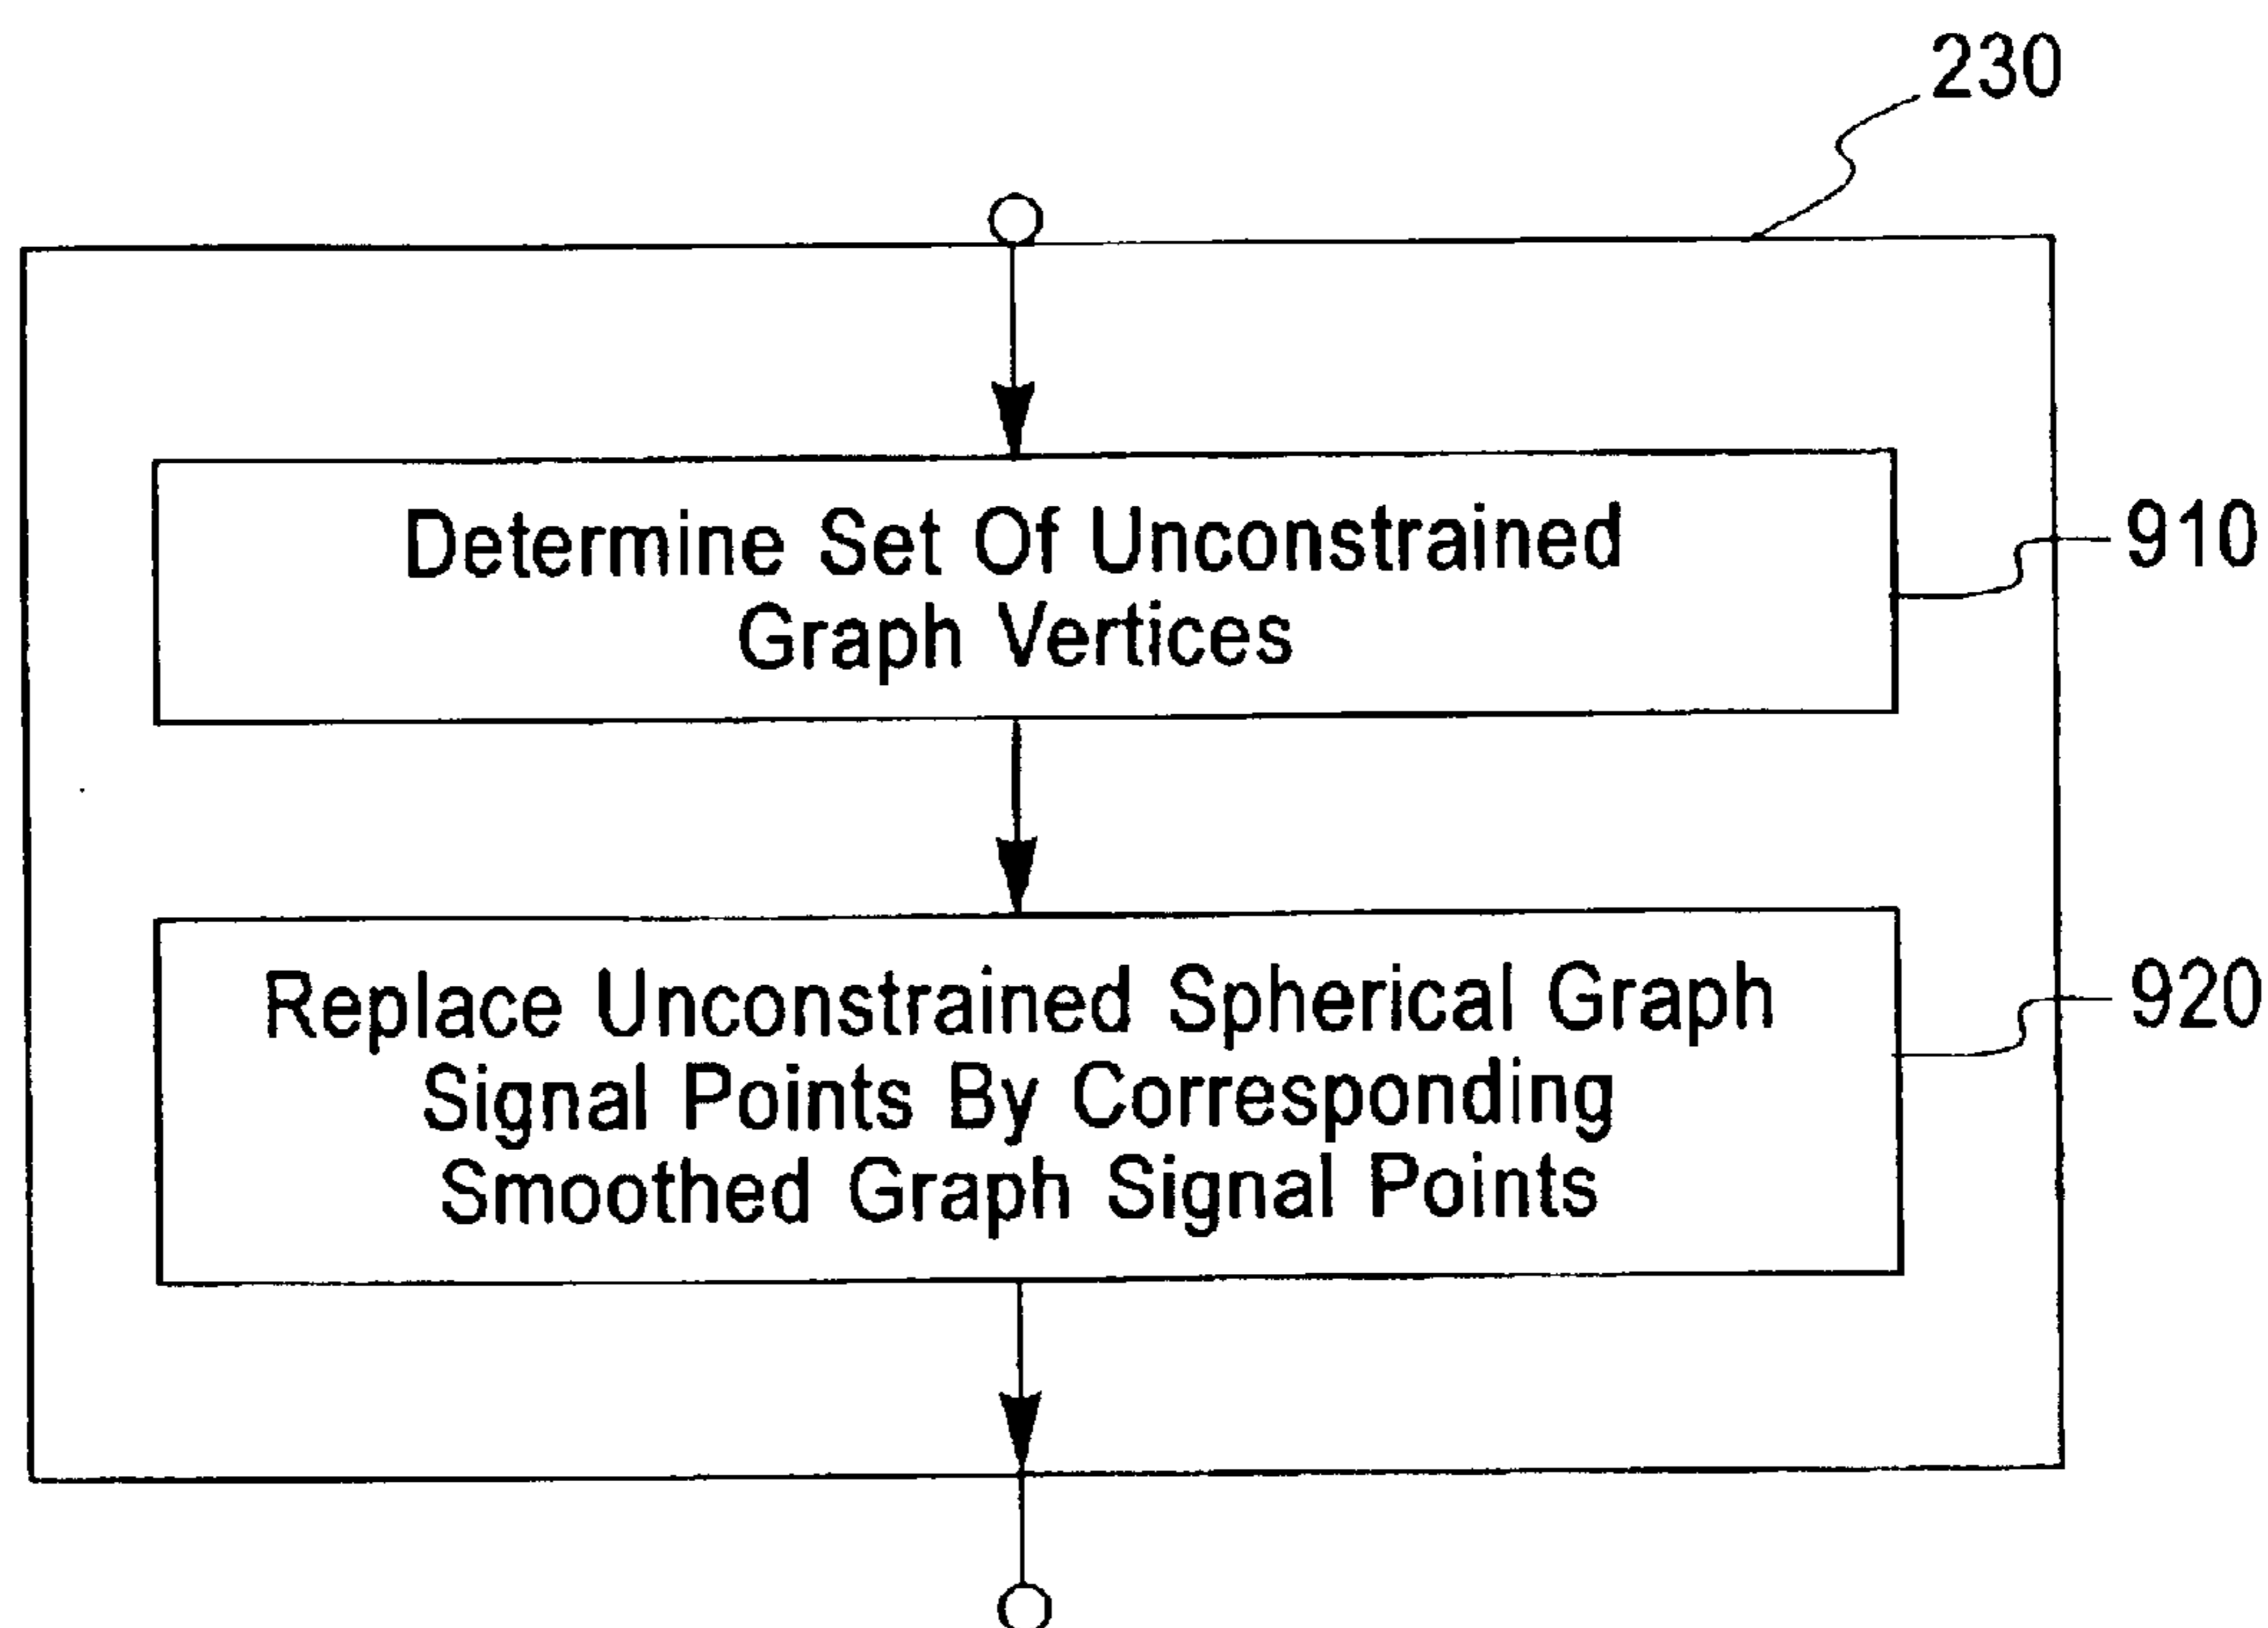 230
Determine Set Of Unconstrained
Graph Vertices
910
Replace Unconstrained Spherical Graph
Signal Points By Corresponding
Smoothed Graph Signal Points
920